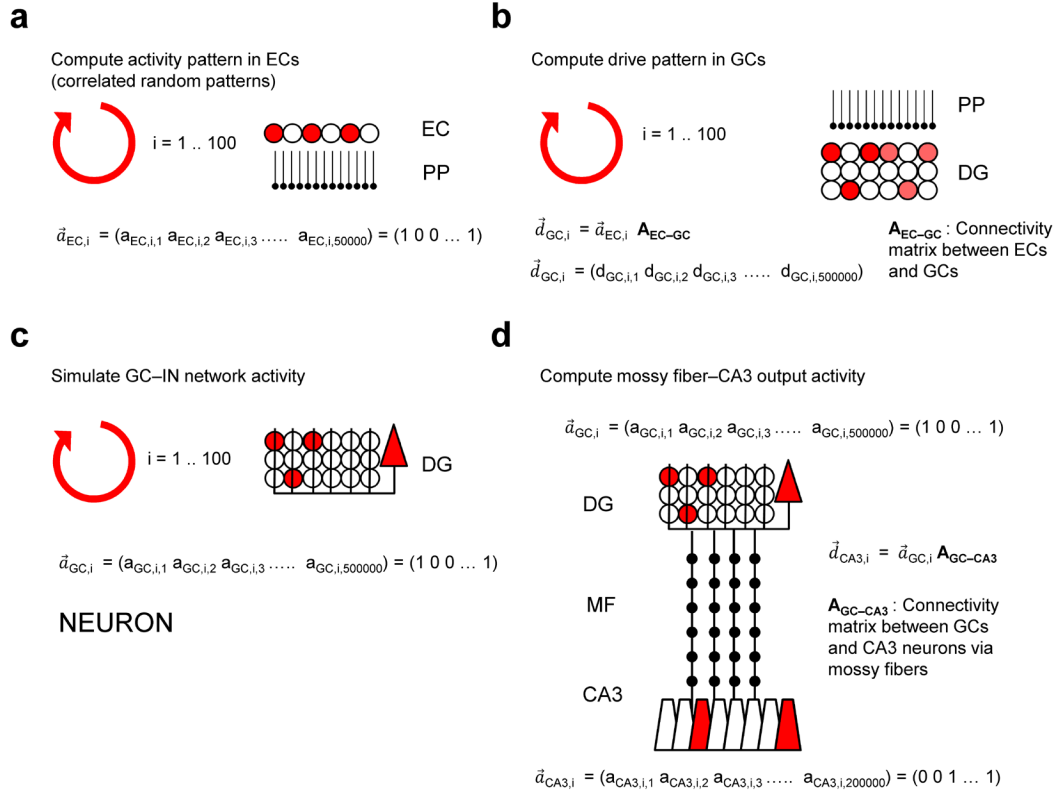 a
Compute activity pattern in ECs
(correlated random patterns)
i = 1 .. 100
EC
PP
a⃗EC,i = (aEC,i,1 aEC,i,2 aEC,i,3 ..... aEC,i,50000) = (1 0 0 ... 1)
b
Compute drive pattern in GCs
i = 1 .. 100
PP
DG
d⃗GC,i = a⃗EC,i AEC–GC
d⃗GC,i = (dGC,i,1 dGC,i,2 dGC,i,3 ..... dGC,i,500000)
AEC–GC : Connectivity
matrix between ECs
and GCs
c
Simulate GC–IN network activity
i = 1 .. 100
DG
a⃗GC,i = (aGC,i,1 aGC,i,2 aGC,i,3 ..... aGC,i,500000) = (1 0 0 ... 1)
NEURON
d
Compute mossy fiber–CA3 output activity
a⃗GC,i = (aGC,i,1 aGC,i,2 aGC,i,3 ..... aGC,i,500000) = (1 0 0 ... 1)
DG
MF
CA3
d⃗CA3,i = a⃗GC,i AGC–CA3
AGC–CA3 : Connectivity
matrix between GCs
and CA3 neurons via
mossy fibers
a⃗CA3,i = (aCA3,i,1 aCA3,i,2 aCA3,i,3 ..... aCA3,i,200000) = (0 0 1 ... 1)